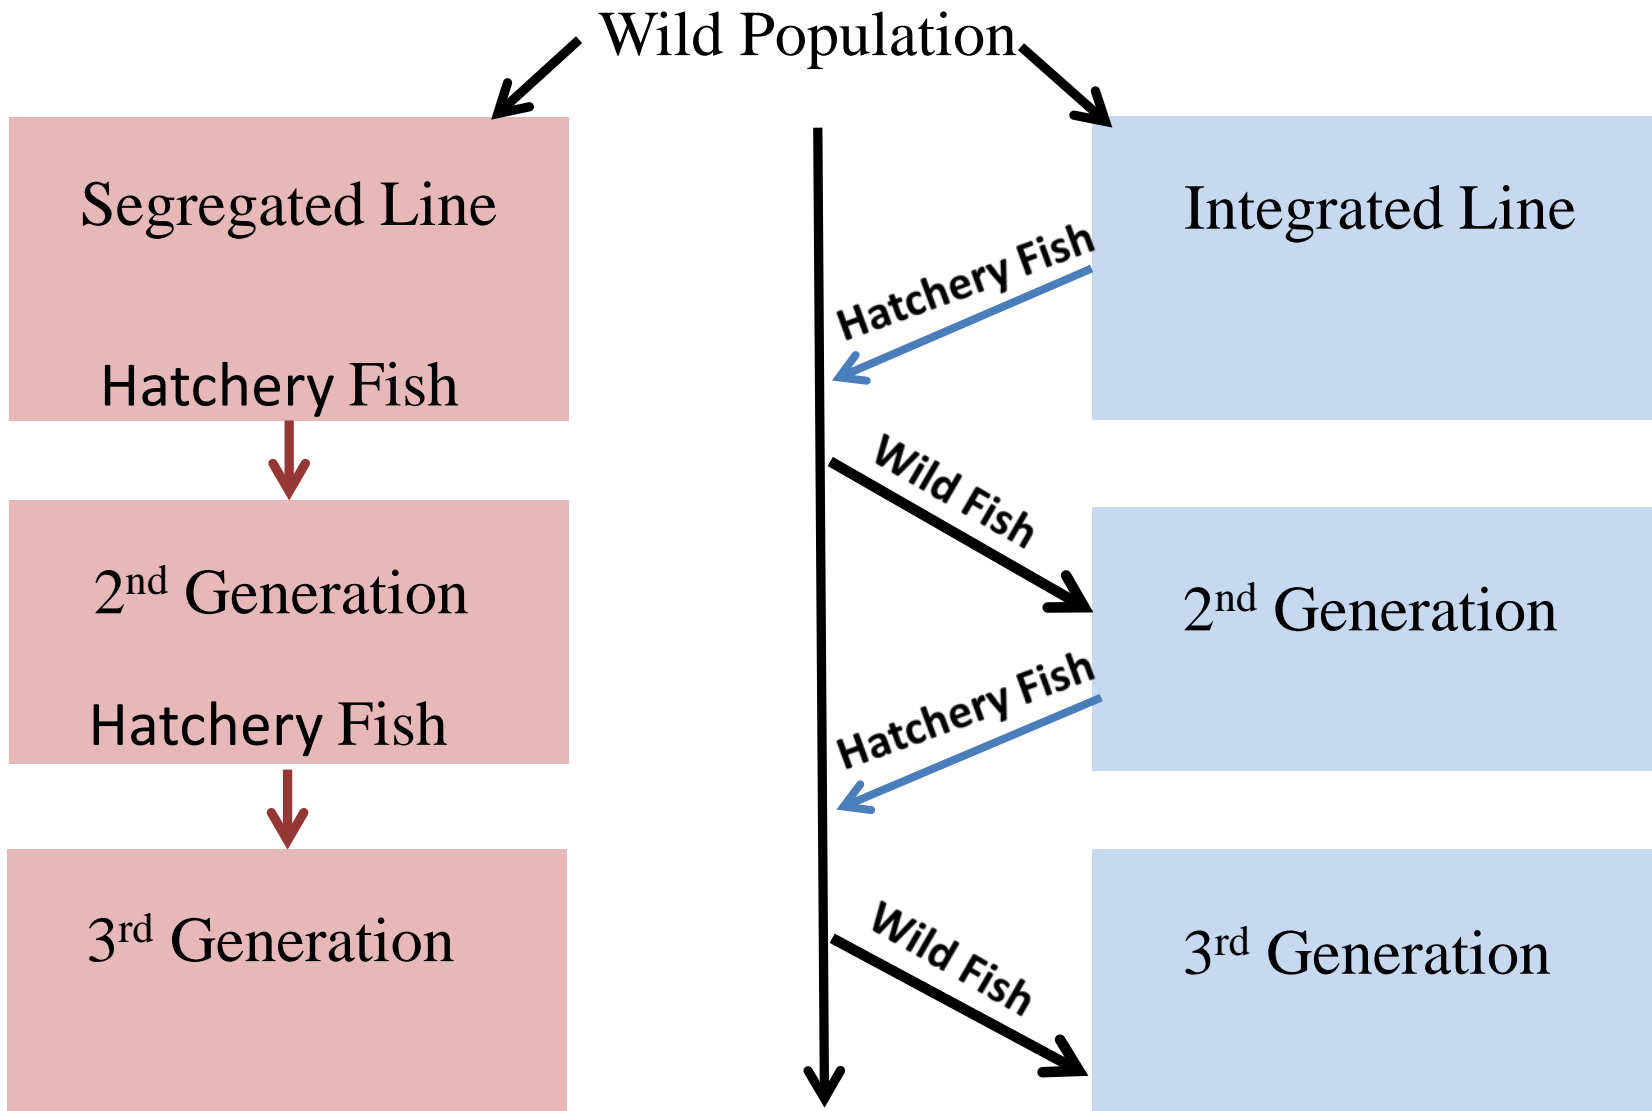 Wild Population
Segregated Line
Hatchery Fish
2nd Generation
Hatchery Fish
3rd Generation
Hatchery Fish
Wild Fish
Hatchery Fish
Wild Fish
Integrated Line
2nd Generation
3rd Generation